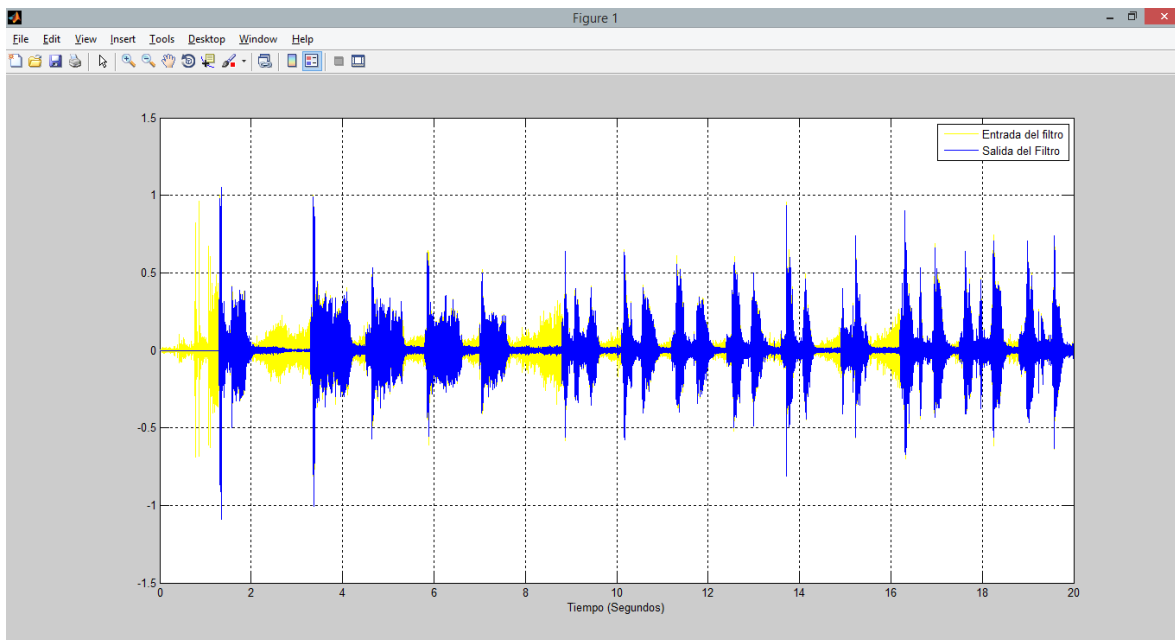 Figure 1
File Edit View Insert Tools Desktop Window Help
1.5
1
0.5
0
-0.5
-1
-1.5
Entrada del filtro
Salida del Filtro
0 2 4 6 8 10 12 14 16 18 20
Tiempo (Segundos)